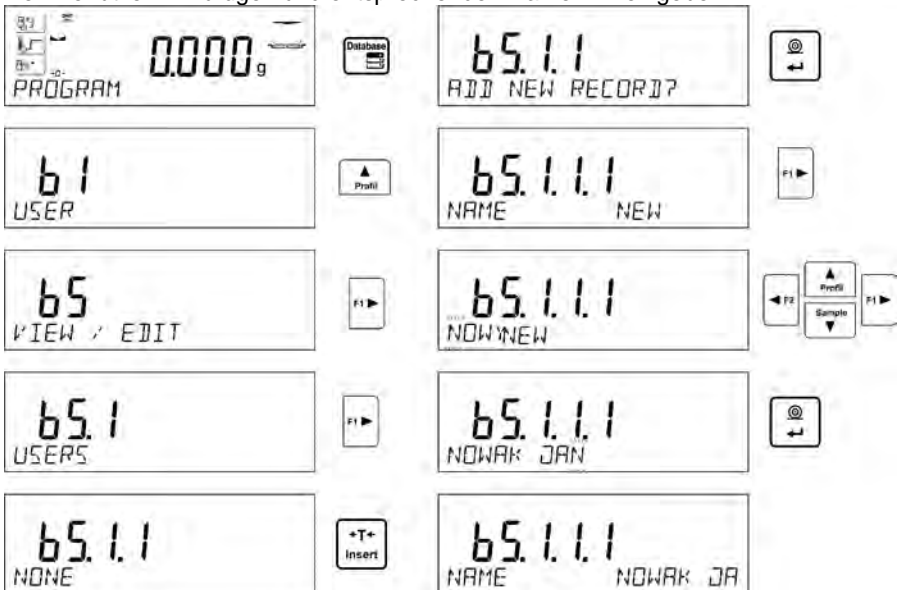 0.000 g
PROGRAM
Database
b1
USER
Profil
b5
VIEW / EDIT
F1
b5.1
USERS
F1
b5.1.1
NONE
+T+
Insert
b5.1.1
ADD NEW RECORD?
b5.1.1.1
NAME NEW
F1
b5.1.1.1
NEW
F2
Profil
Sample
F1
b5.1.1.1
NOWAK JAN
b5.1.1.1
NAME NOWAK JA